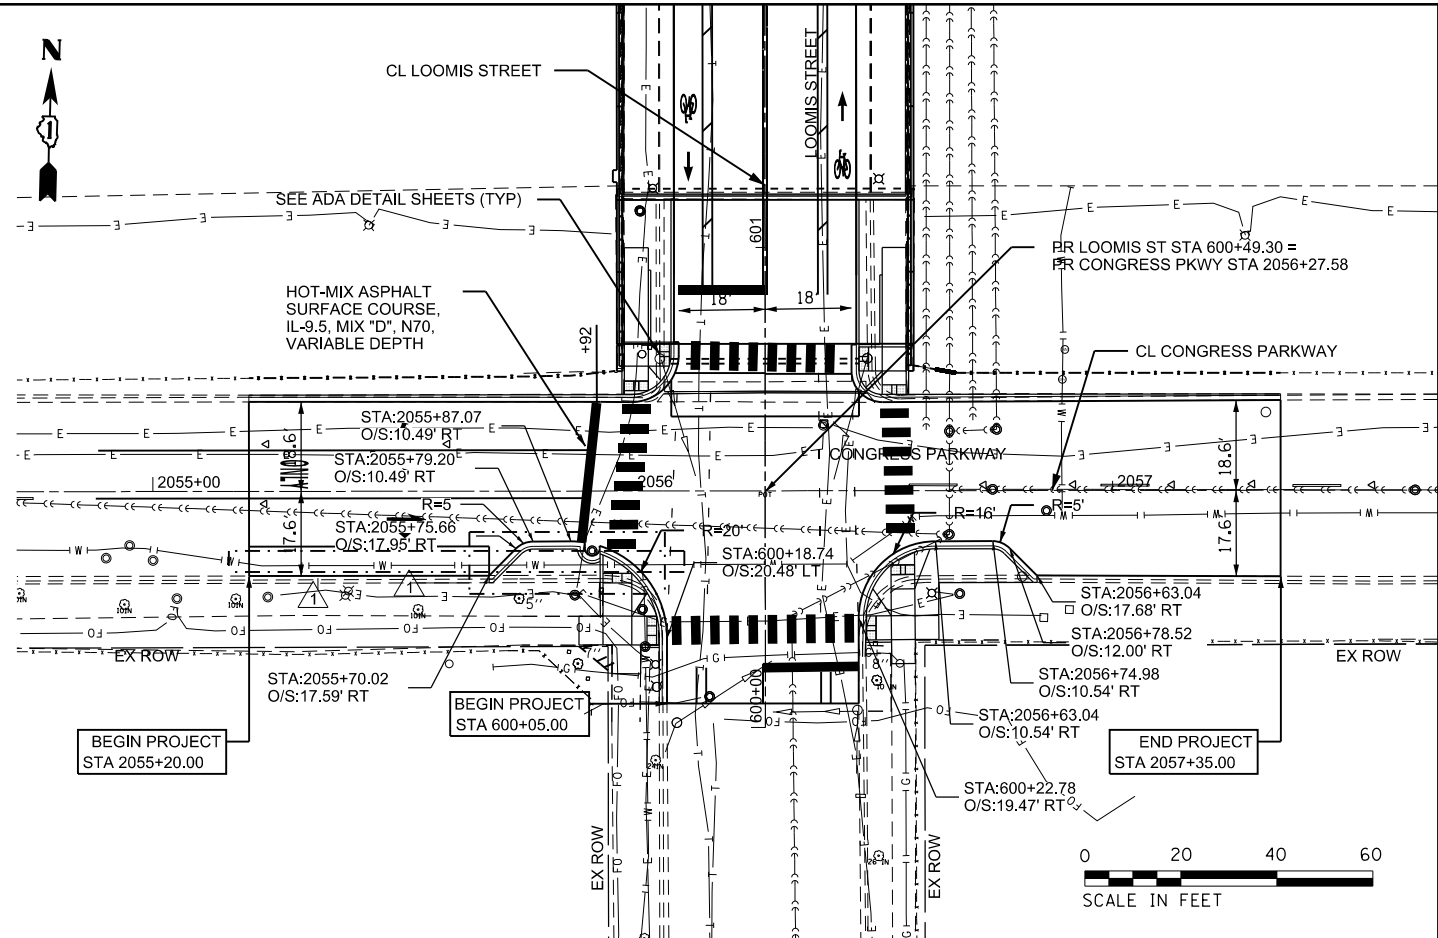 N
1
CL LOOMIS STREET
LOOMIS STREET
SEE ADA DETAIL SHEETS (TYP)
601
PR LOOMIS ST STA 600+49.30 =
PR CONGRESS PKWY STA 2056+27.58
HOT-MIX ASPHALT
SURFACE COURSE,
IL-9.5, MIX "D", N70,
VARIABLE DEPTH
18'
18'
+92
CL CONGRESS PARKWAY
STA:2055+87.07
O/S:10.49' RT
STA:2055+79.20
O/S:10.49' RT
18.6'
18.6'
CONGRESS PARKWAY
2055+00
2056
2057
POT
R=5
R=20'
R=16'
R=5'
STA:2055+75.66
O/S:17.95' RT
17.6'
17.6'
STA:600+18.74
O/S:20.48' LT
1
1
5"
STA:2056+63.04
O/S:17.68' RT
STA:2056+78.52
O/S:12.00' RT
EX ROW
EX ROW
STA:2055+70.02
O/S:17.59' RT
STA:2056+74.98
O/S:10.54' RT
8"
BEGIN PROJECT
STA 600+05.00
600+00
STA:2056+63.04
O/S:10.54' RT
BEGIN PROJECT
STA 2055+20.00
END PROJECT
STA 2057+35.00
STA:600+22.78
O/S:19.47' RT
EX ROW
EX ROW
26 IN
0 20 40 60
SCALE IN FEET